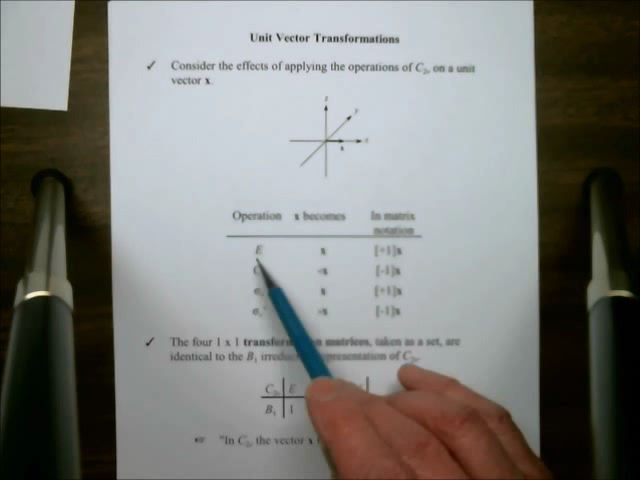 Unit Vector Transformations
✓ Consider the effects of applying the operations of C₂ᵥ on a unit
vector x.
z
y
x
x
Operation x becomes In matrix
notation
E x [+1]x
-x [-1]x
x [+1]x
-x [-1]x
✓ The four 1 x 1 matrices, taken as a set, are
identical to the B₁ of C₂ᵥ.
C₂ᵥ E
B₁ 1
☞ "In C₂ᵥ the vector x